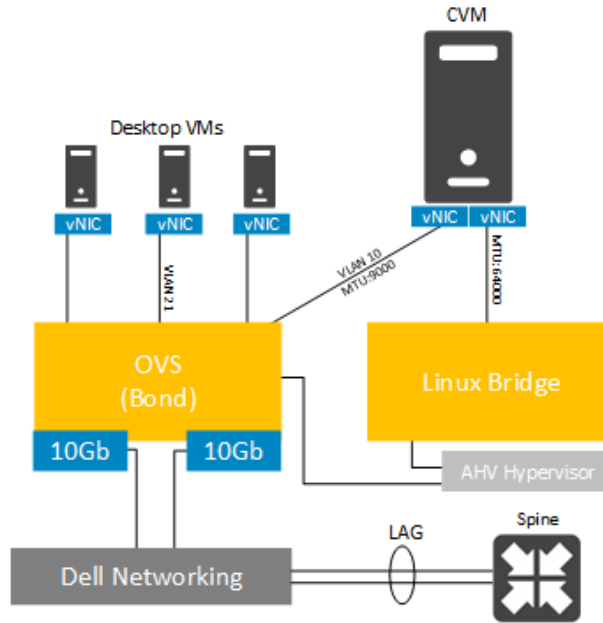 CVM
Desktop VMs
vNIC
vNIC
vNIC
vNIC
vNIC
VLAN 21
VLAN 10
MTU:9000
MTU: 64000
OVS
(Bond)
Linux Bridge
10Gb
10Gb
AHV Hypervisor
LAG
Spine
Dell Networking